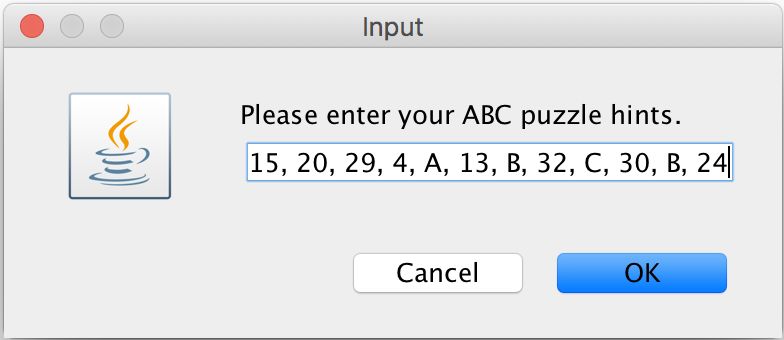 Input
Please enter your ABC puzzle hints.
15, 20, 29, 4, A, 13, B, 32, C, 30, B, 24
Cancel
OK